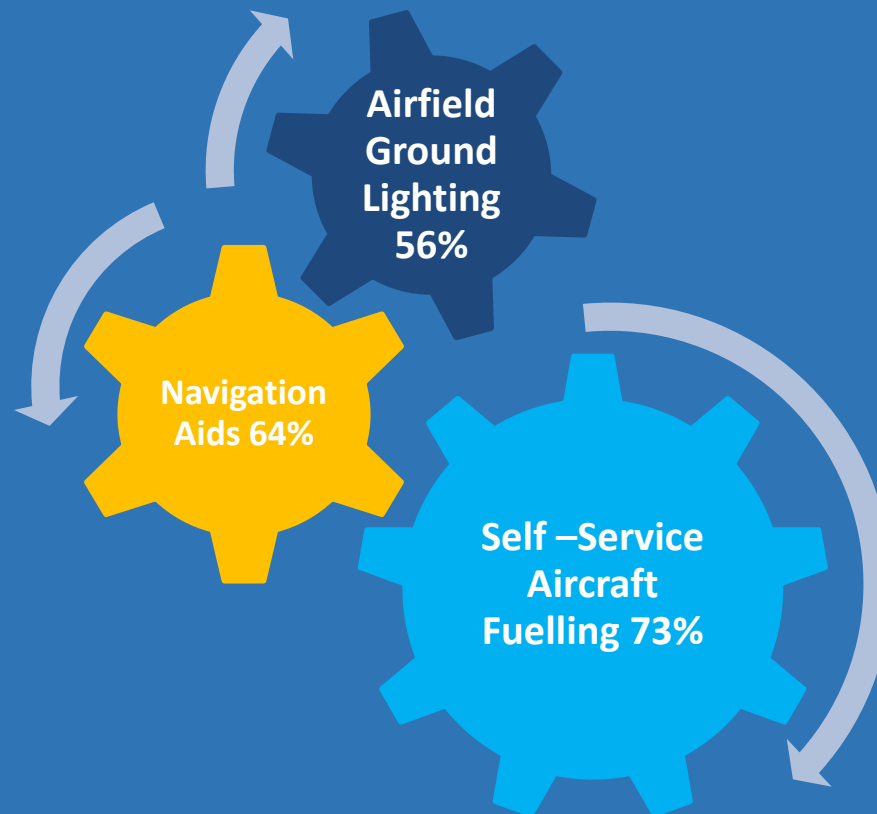 Airfield
Ground
Lighting
56%
Navigation
Aids 64%
Self –Service
Aircraft
Fuelling 73%